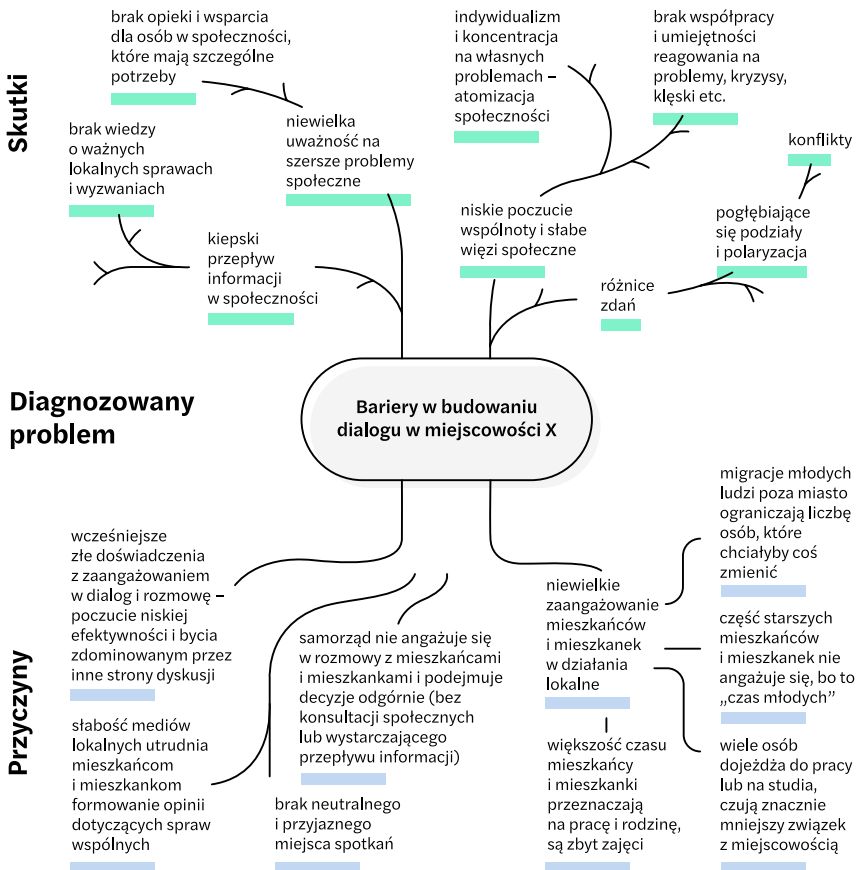 Skutki
brak opieki i wsparcia
dla osób w społeczności,
które mają szczególne
potrzeby
indywidualizm
i koncentracja
na własnych
problemach –
atomizacja
społeczności
brak współpracy
i umiejętności
reagowania na
problemy, kryzysy,
klęski etc.
brak wiedzy
o ważnych
lokalnych sprawach
i wyzwaniach
niewielka
uważność na
szersze problemy
społeczne
konflikty
kiepski
przepływ
informacji
w społeczności
niskie poczucie
wspólnoty i słabe
więzi społeczne
pogłębiające
się podziały
i polaryzacja
różnice
zdań
Diagnozowany
problem
Bariery w budowaniu
dialogu w miejscowości X
Przyczyny
wcześniejsze
złe doświadczenia
z zaangażowaniem
w dialog i rozmowę –
poczucie niskiej
efektywności i bycia
zdominowanym przez
inne strony dyskusji
słabość mediów
lokalnych utrudnia
mieszkańcom
i mieszkankom
formowanie opinii
dotyczących spraw
wspólnych
samorząd nie angażuje się
w rozmowy z mieszkańcami
i mieszkankami i podejmuje
decyzje odgórnie (bez
konsultacji społecznych
lub wystarczającego
przepływu informacji)
brak neutralnego
i przyjaznego
miejsca spotkań
niewielkie
zaangażowanie
mieszkańców
i mieszkanek
w działania
lokalne
większość czasu
mieszkańcy
i mieszkanki
przeznaczają
na pracę i rodzinę,
są zbyt zajęci
migracje młodych
ludzi poza miasto
ograniczają liczbę
osób, które
chciałyby coś
zmienić
część starszych
mieszkańców
i mieszkanek nie
angażuje się, bo to
„czas młodych”
wiele osób
dojeżdża do pracy
lub na studia,
czują znacznie
mniejszy związek
z miejscowością